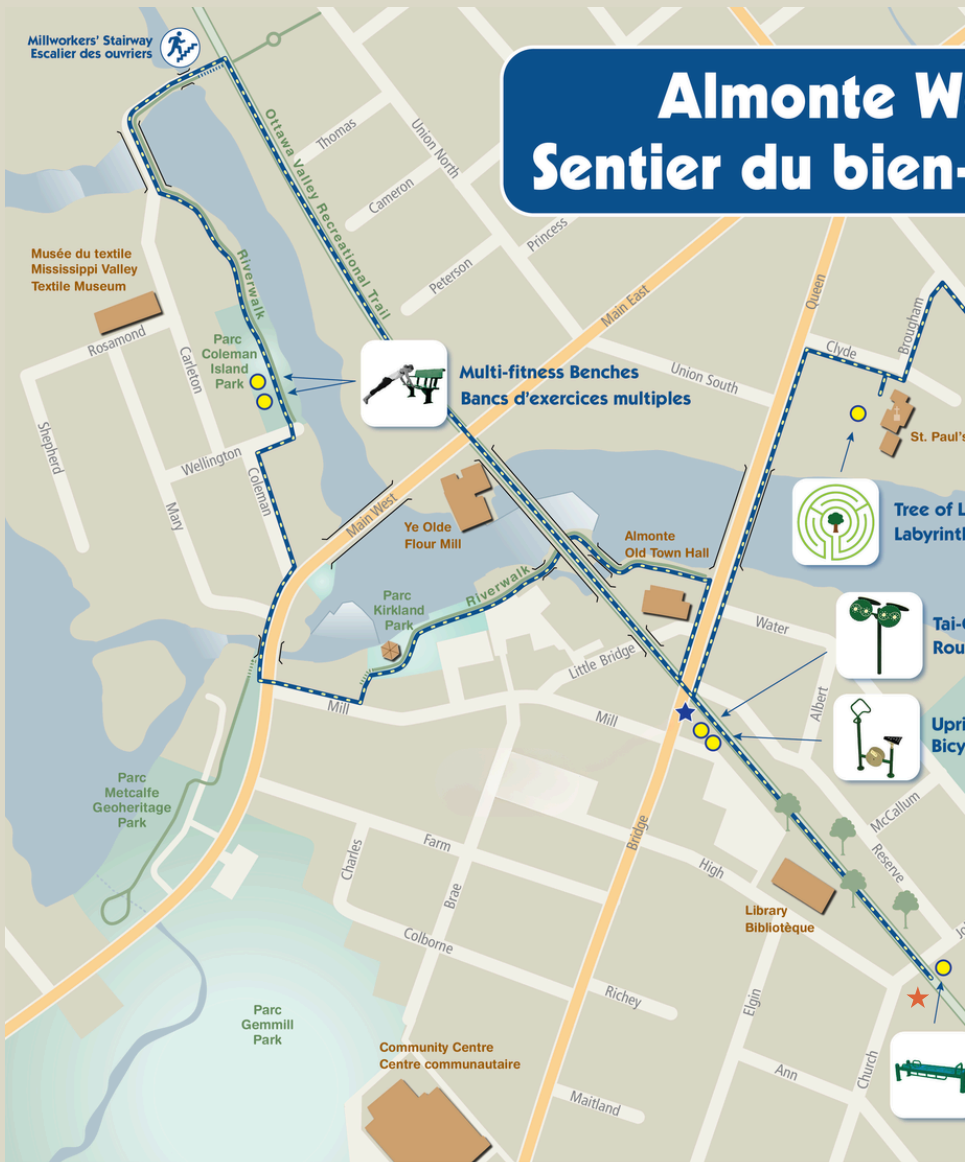 Millworkers' Stairway
Escalier des ouvriers
Almonte W
Sentier du bien-
Ottawa Valley Recreational Trail
Thomas
Union North
Cameron
Princess
Peterson
Main East
Queen
Brougham
Clyde
Musée du textile
Mississippi Valley
Textile Museum
Riverwalk
Rosamond
Carleton
Parc
Coleman
Island
Park
Multi-fitness Benches
Bancs d'exercices multiples
Union South
St. Paul's
Shepherd
Wellington
Coleman
Mary
Main West
Ye Olde
Flour Mill
Almonte
Old Town Hall
Tree of L
Labyrinth
Riverwalk
Parc
Kirkland
Park
Little Bridge
Water
Tai-C
Rou
Albert
Mill
Mill
Upri
Bicy
Parc
Metcalfe
Geoheritage
Park
McCallum
Reserve
Charles
Farm
Brae
Bridge
High
Library
Bibliotèque
Colborne
Jo
Richey
Elgin
Parc
Gemmill
Park
Community Centre
Centre communautaire
Church
Ann
Maitland